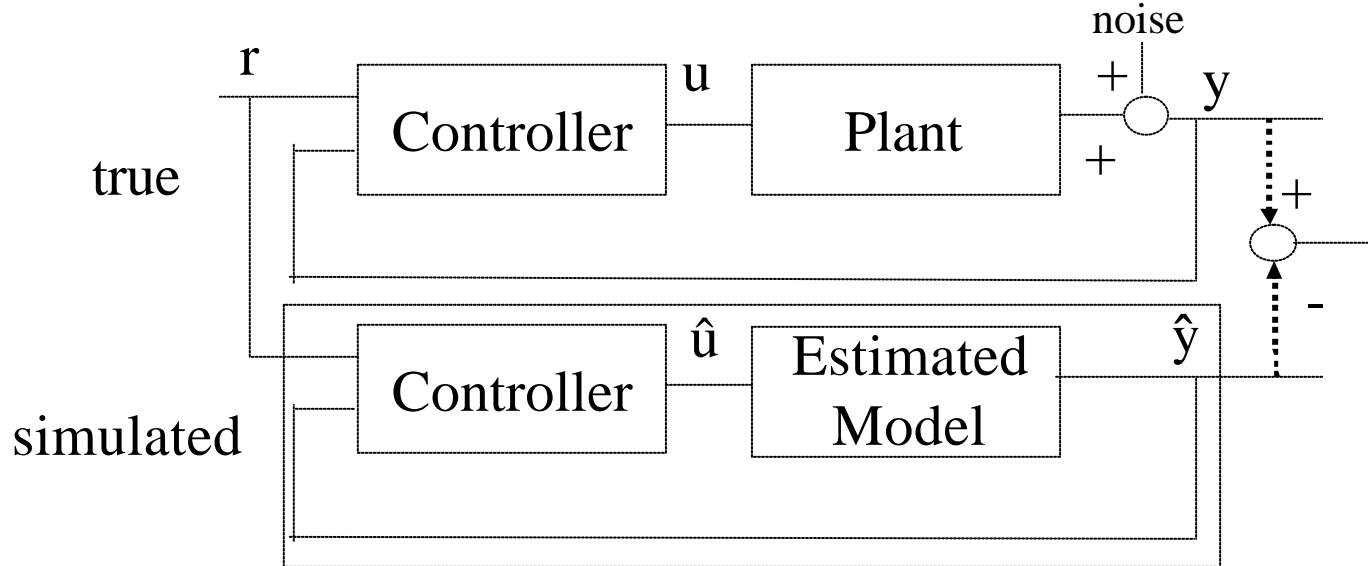 noise
r
u
+
y
Controller
Plant
+
true
+
-
û
ŷ
Estimated
Controller
Model
simulated